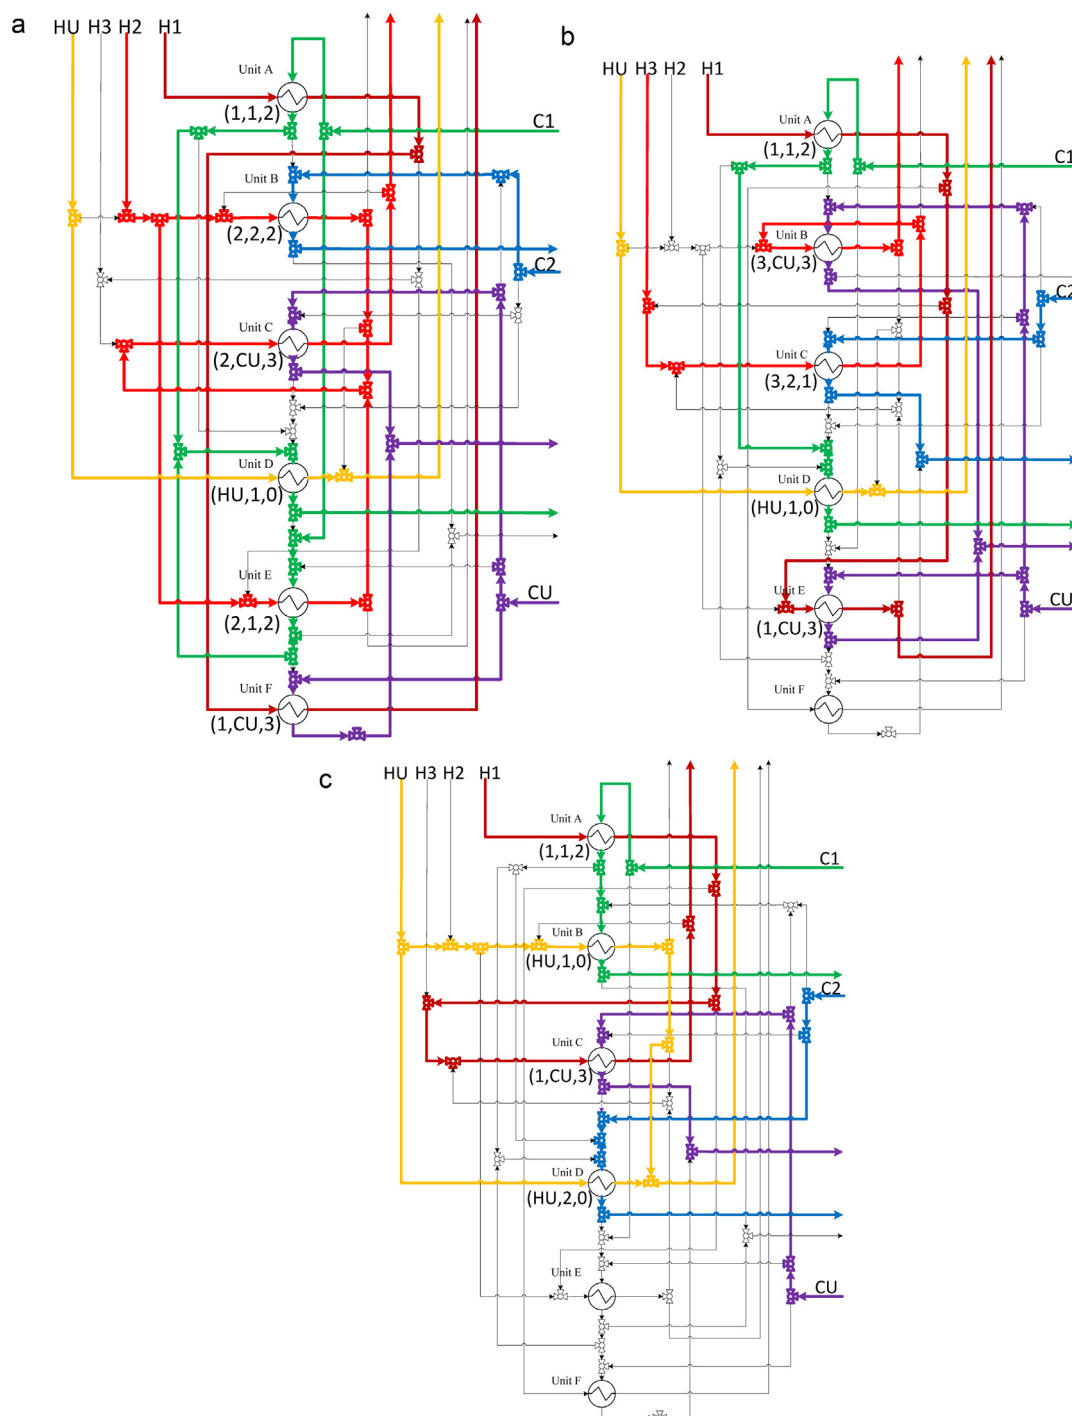 a
HU H3 H2 H1
Unit A
(1,1,2)
C1
Unit B
(2,2,2)
C2
Unit C
(2,CU,3)
Unit D
(HU,1,0)
Unit E
(2,1,2)
CU
Unit F
(1,CU,3)
b
HU H3 H2 H1
Unit A
(1,1,2)
C1
Unit B
(3,CU,3)
C2
Unit C
(3,2,1)
Unit D
(HU,1,0)
Unit E
(1,CU,3)
CU
Unit F
c
HU H3 H2 H1
Unit A
(1,1,2)
C1
Unit B
(HU,1,0)
C2
Unit C
(1,CU,3)
Unit D
(HU,2,0)
Unit E
CU
Unit F